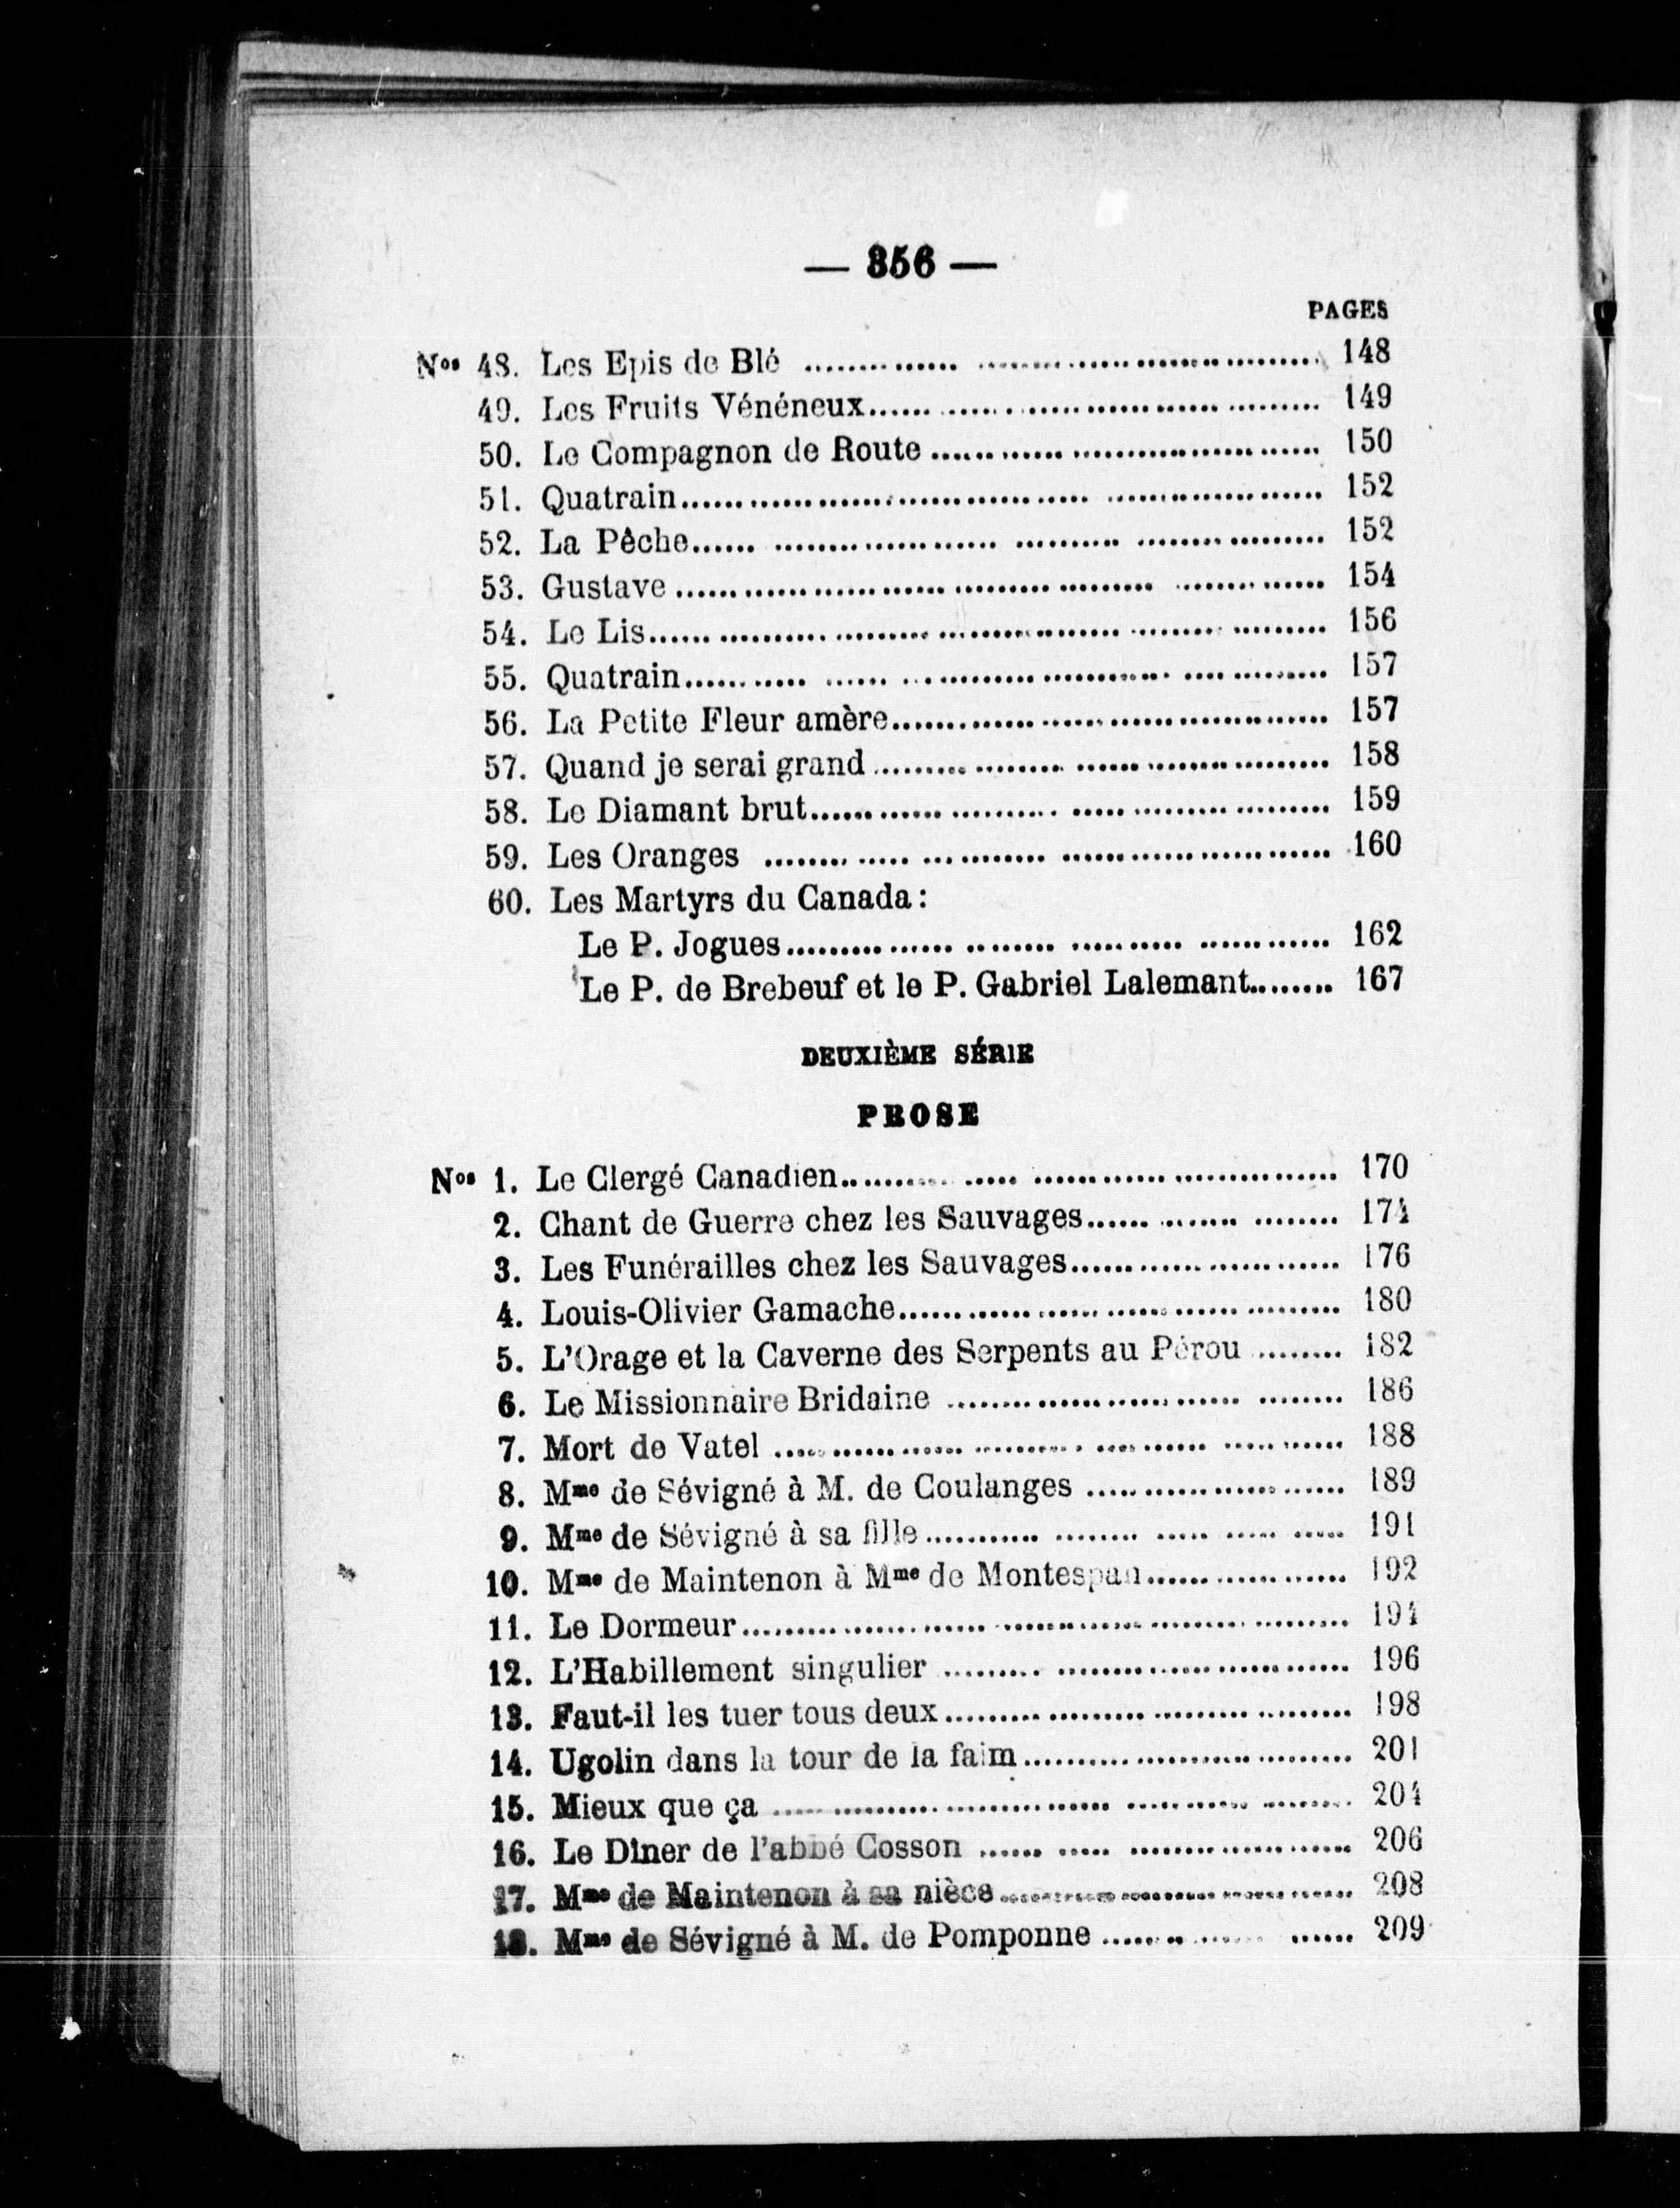 — 356 —
PAGES
Nos 48. Les Epis de Blé ........................ 148
49. Les Fruits Vénéneux........................ 149
50. Le Compagnon de Route ........................ 150
51. Quatrain........................ 152
52. La Pêche........................ 152
53. Gustave ........................ 154
54. Le Lis........................ 156
55. Quatrain........................ 157
56. La Petite Fleur amère........................ 157
57. Quand je serai grand ........................ 158
58. Le Diamant brut........................ 159
59. Les Oranges ........................ 160
60. Les Martyrs du Canada :
Le P. Jogues........................ 162
Le P. de Brebeuf et le P. Gabriel Lalemant........ 167
DEUXIÈME SÉRIE
PROSE
Nos 1. Le Clergé Canadien........................ 170
2. Chant de Guerre chez les Sauvages........................ 174
3. Les Funérailles chez les Sauvages........................ 176
4. Louis-Olivier Gamache........................ 180
5. L'Orage et la Caverne des Serpents au Pérou ........ 182
6. Le Missionnaire Bridaine ........................ 186
7. Mort de Vatel ........................ 188
8. Mme de Sévigné à M. de Coulanges ........................ 189
9. Mme de Sévigné à sa fille........................ 191
10. Mme de Maintenon à Mme de Montespan.................. 192
11. Le Dormeur........................ 194
12. L'Habillement singulier ........................ 196
13. Faut-il les tuer tous deux........................ 198
14. Ugolin dans la tour de la faim........................ 201
15. Mieux que ça ........................ 204
16. Le Dîner de l'abbé Cosson ........................ 206
17. Mme de Maintenon à sa nièce........................ 208
18. Mme de Sévigné à M. de Pomponne .................. 209